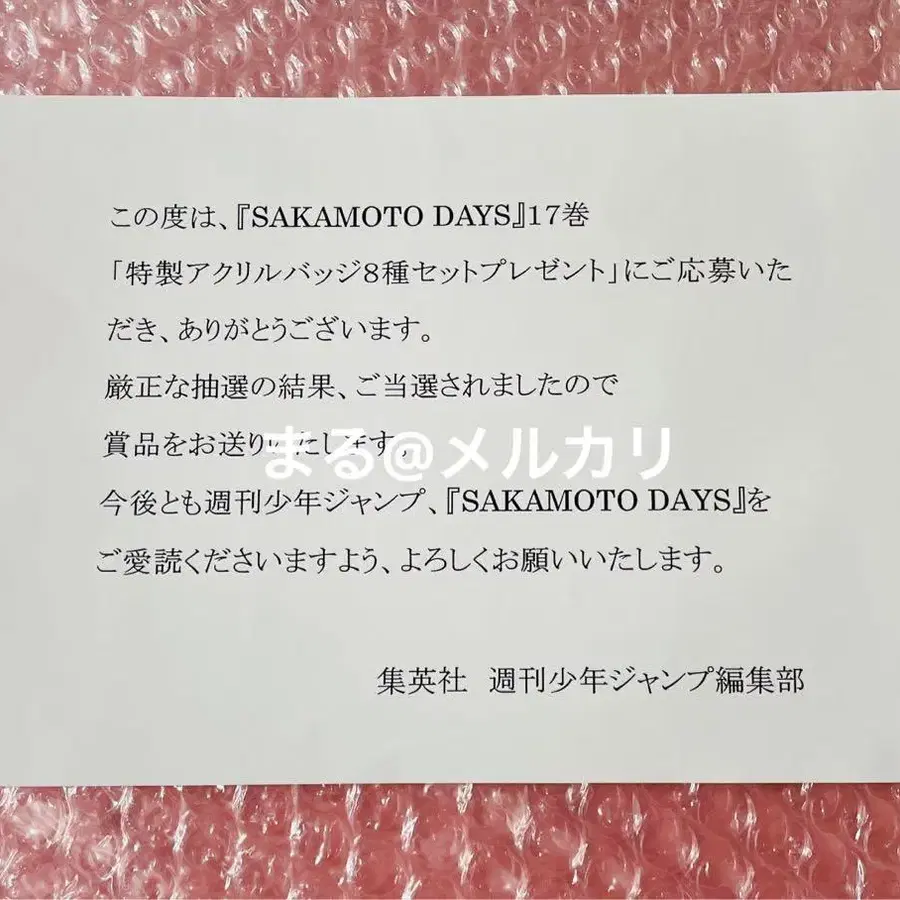 この度は、『SAKAMOTO DAYS』17巻
「特製アクリルバッジ8種セットプレゼント」にご応募いた
だき、ありがとうございます。
厳正な抽選の結果、ご当選されましたので
賞品をお送りいたします。
まる@メルカリ
今後とも週刊少年ジャンプ、『SAKAMOTO DAYS』を
ご愛読くださいますよう、よろしくお願いいたします。
集英社 週刊少年ジャンプ編集部